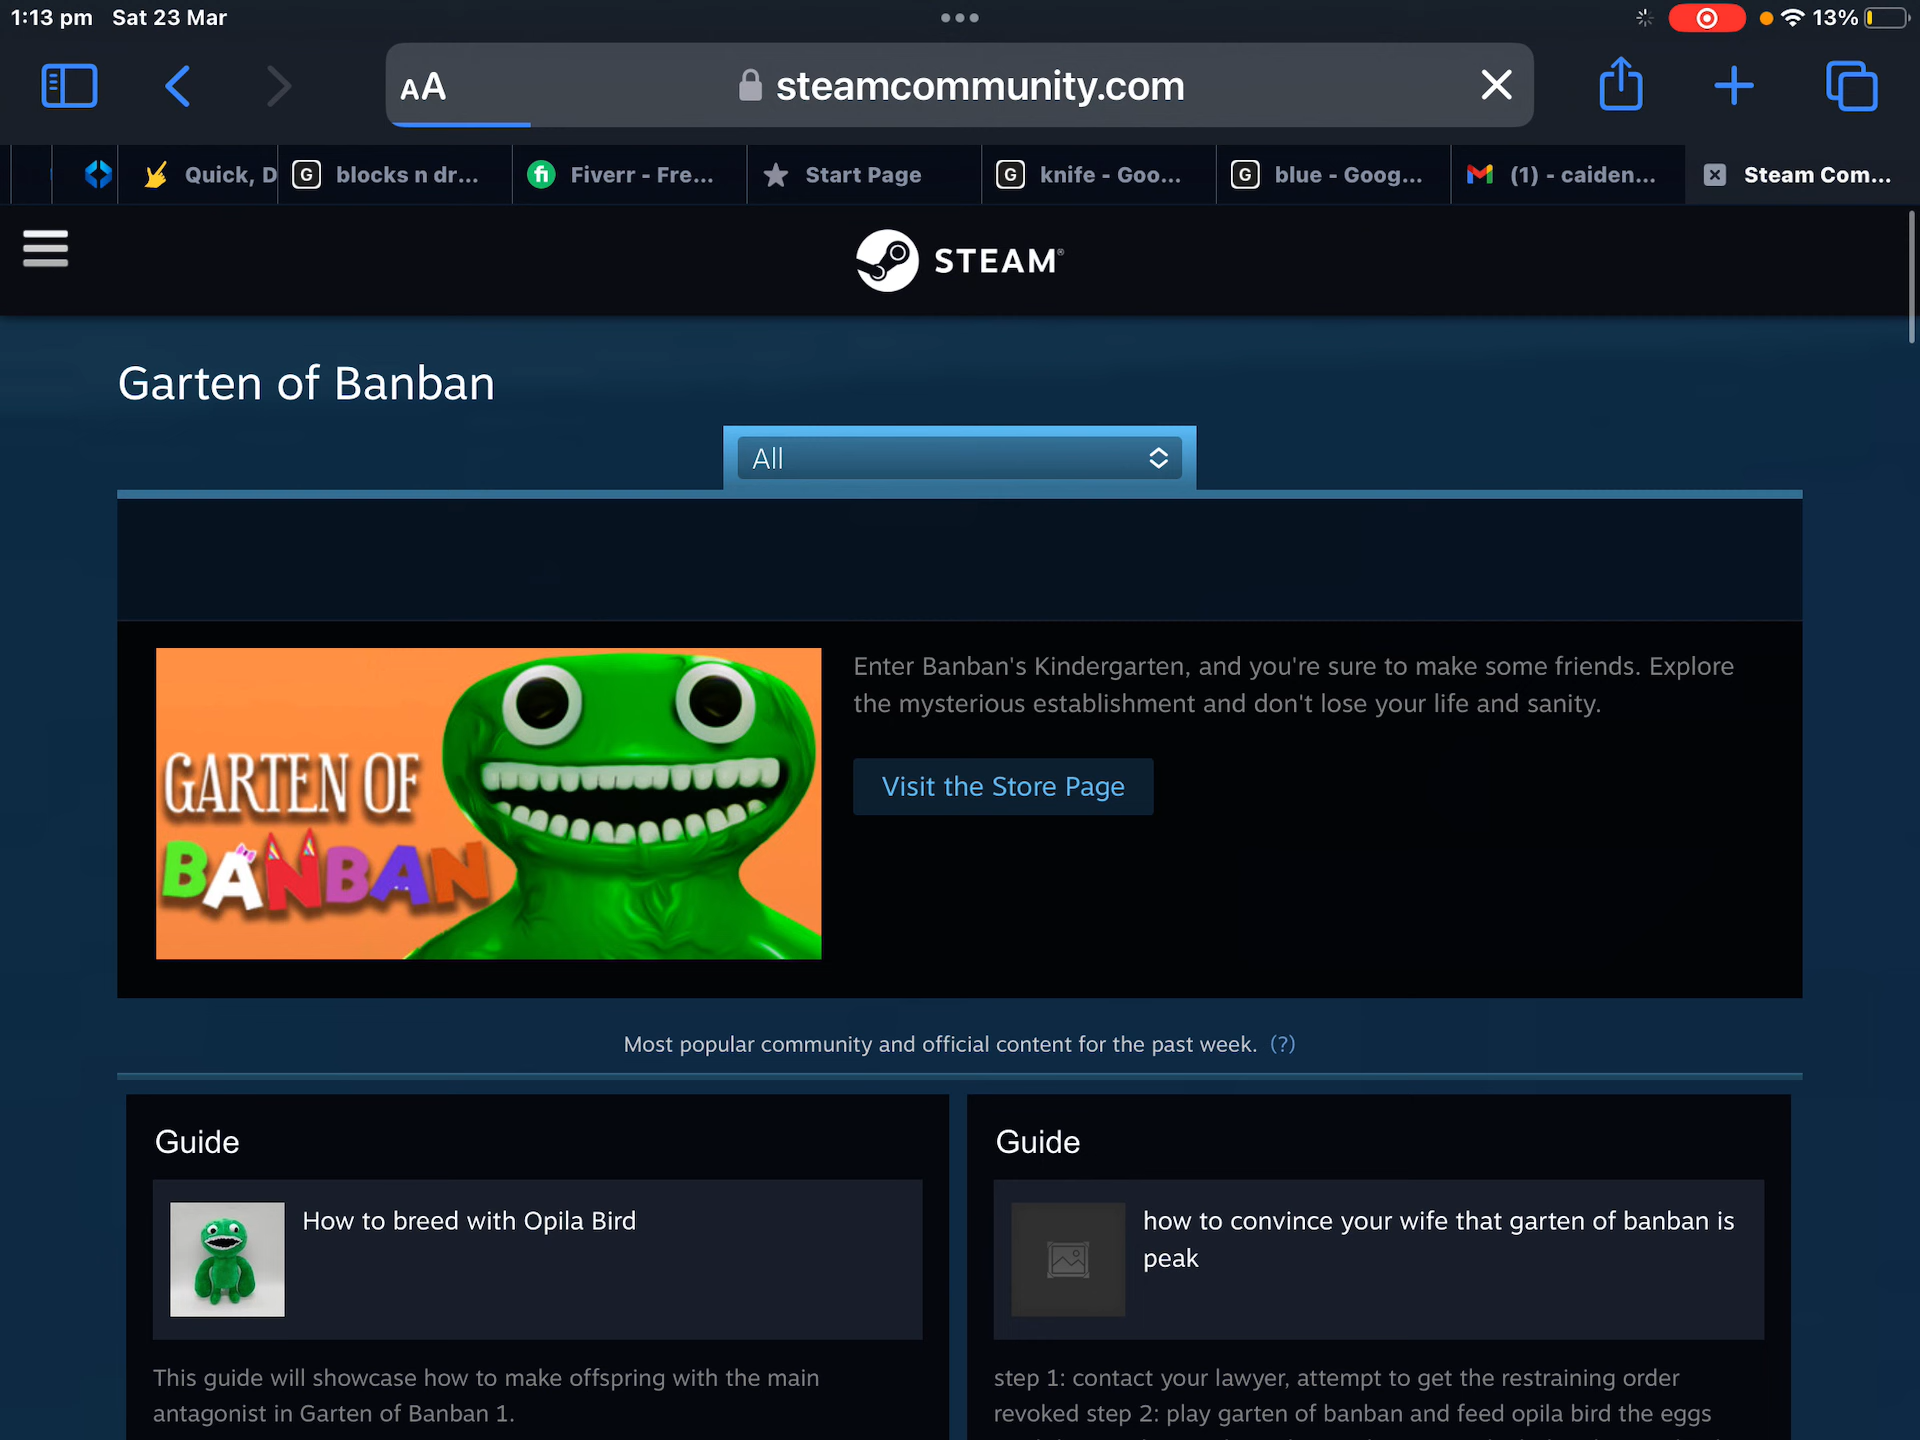 1:13 pm Sat 23 Mar
13%
AA steamcommunity.com
Quick, D
G blocks n dr...
fi Fiverr - Fre...
Start Page
G knife - Goo...
G blue - Goog...
(1) - caiden...
Steam Com...
STEAM®
Garten of Banban
All
GARTEN OF
BANBAN
Enter Banban's Kindergarten, and you're sure to make some friends. Explore
the mysterious establishment and don't lose your life and sanity.
Visit the Store Page
Most popular community and official content for the past week. (?)
Guide
How to breed with Opila Bird
This guide will showcase how to make offspring with the main
antagonist in Garten of Banban 1.
Guide
how to convince your wife that garten of banban is
peak
step 1: contact your lawyer, attempt to get the restraining order
revoked step 2: play garten of banban and feed opila bird the eggs